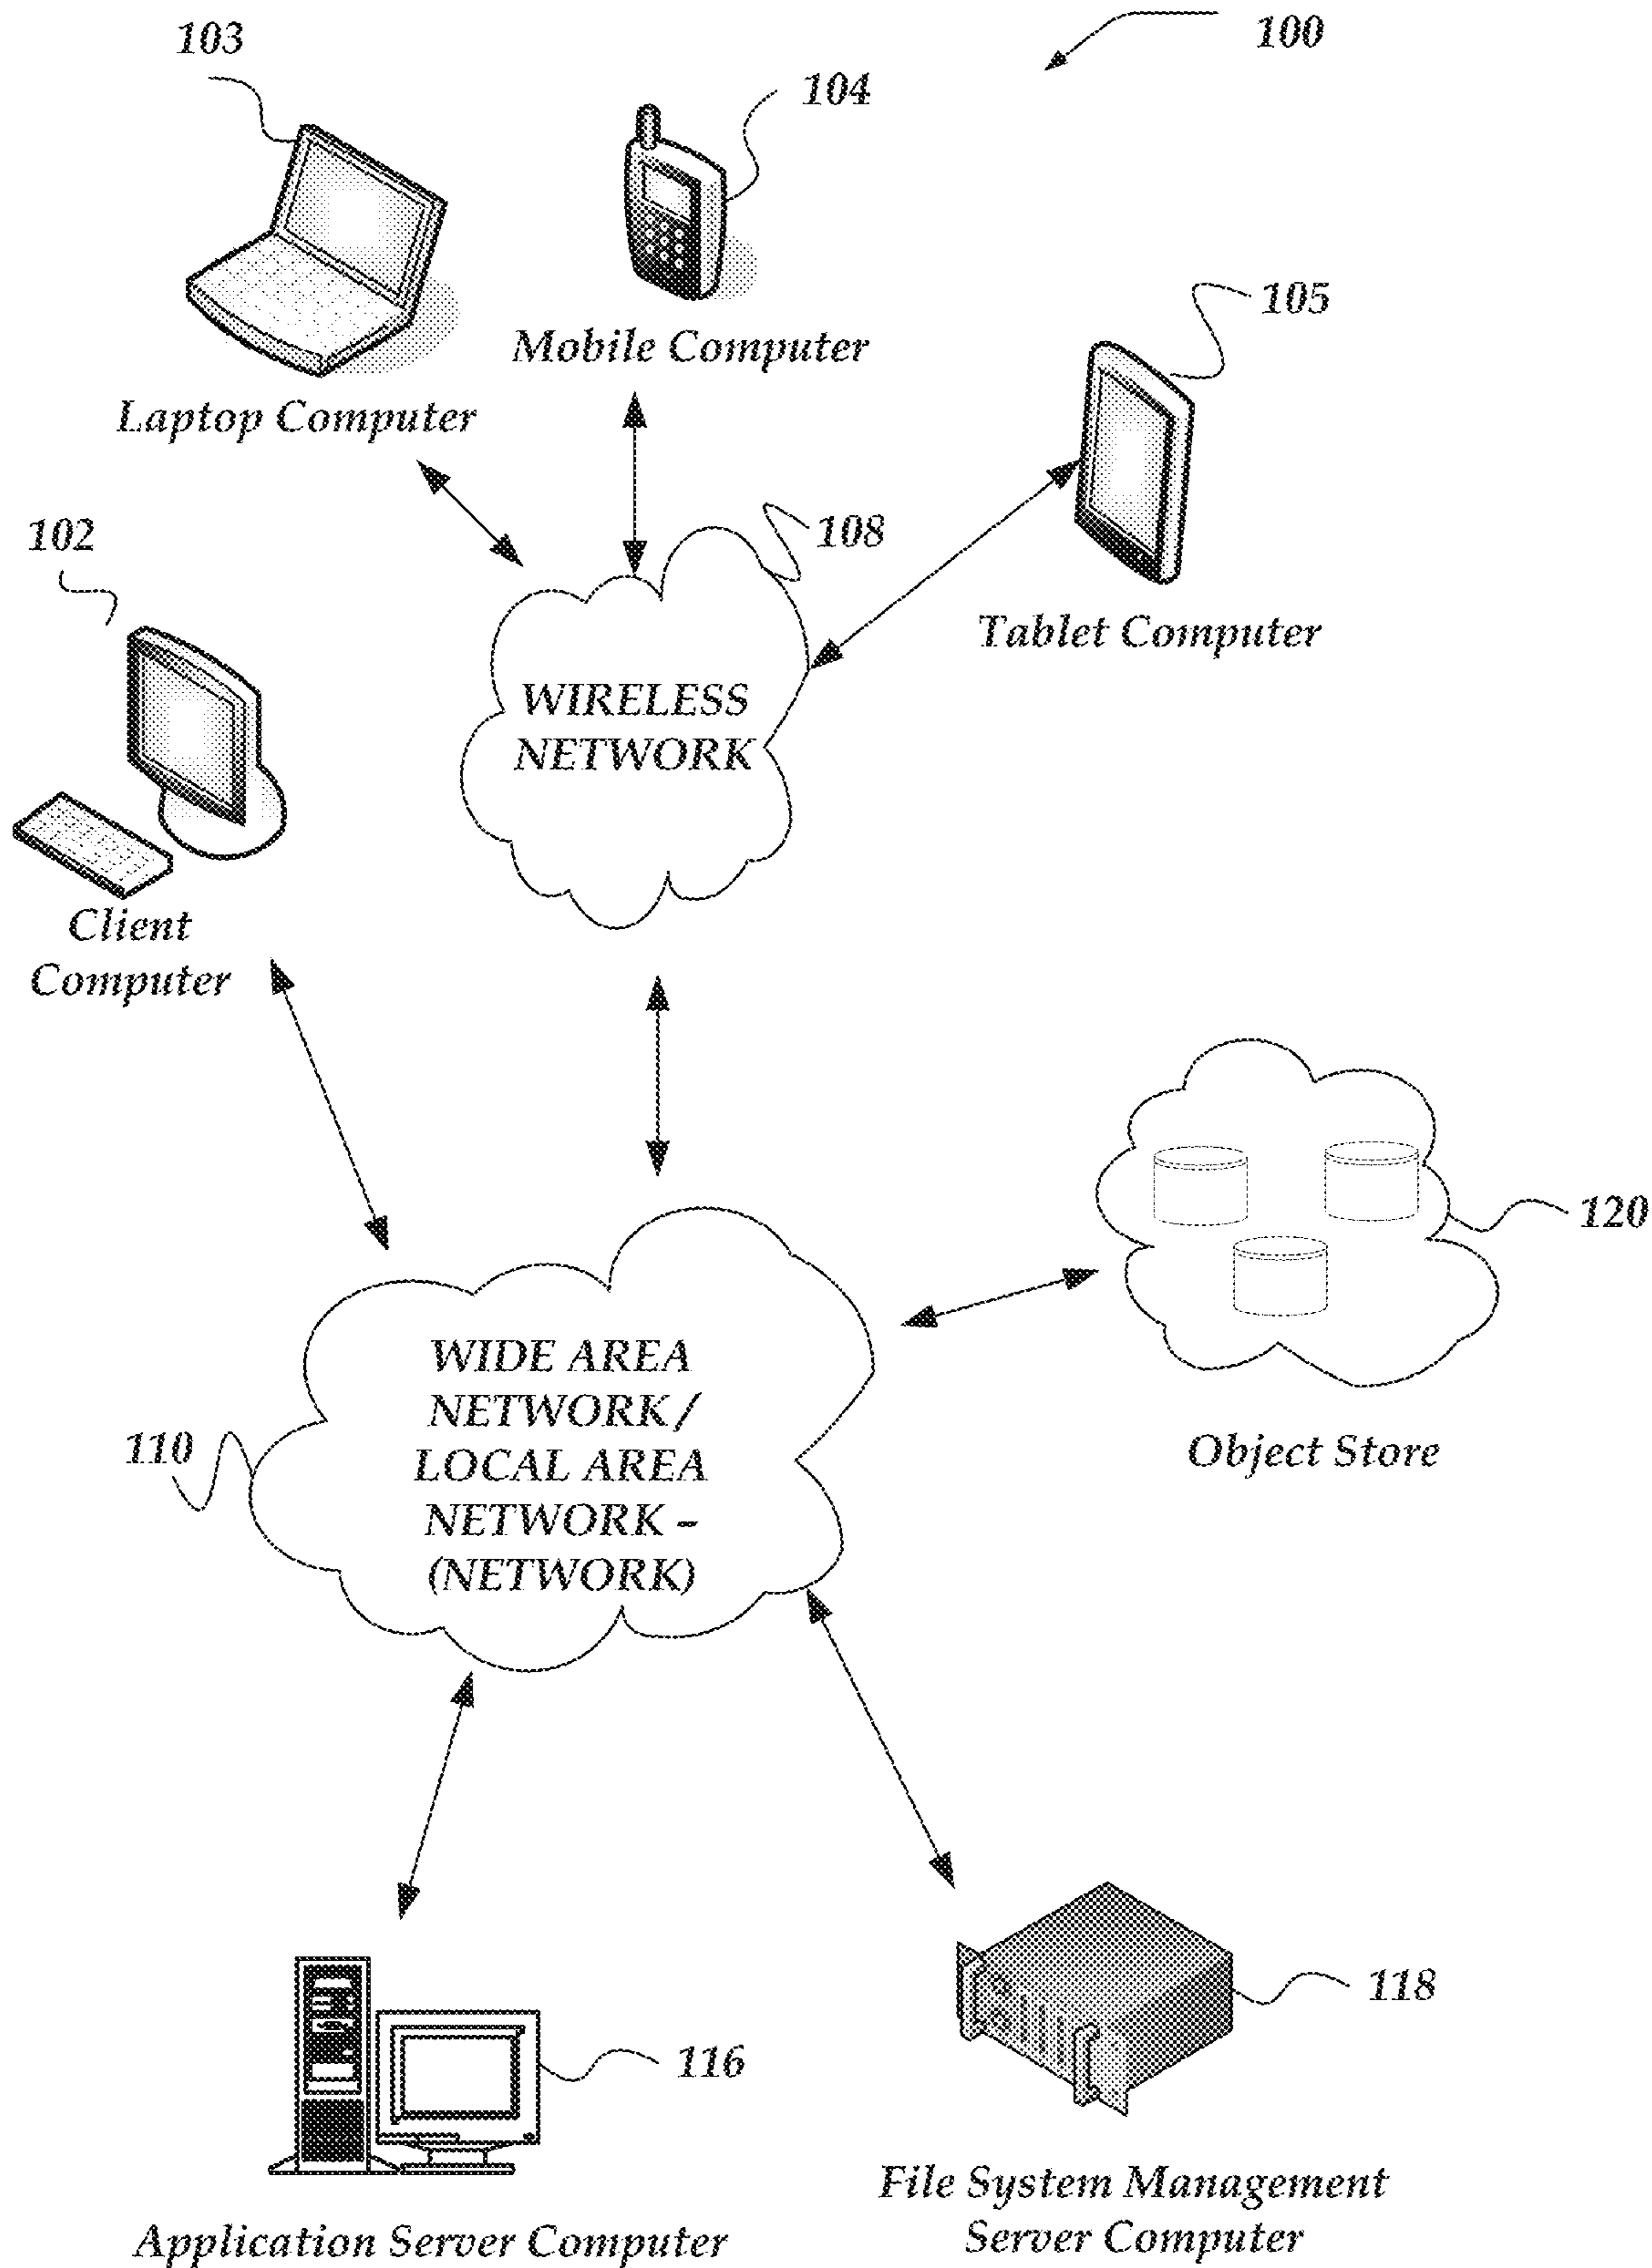 103
100
104
105
Mobile Computer
Laptop Computer
102
108
Tablet Computer
WIRELESS
NETWORK
Client
Computer
120
WIDE AREA
NETWORK /
LOCAL AREA
NETWORK –
(NETWORK)
110
Object Store
118
116
File System Management
Server Computer
Application Server Computer